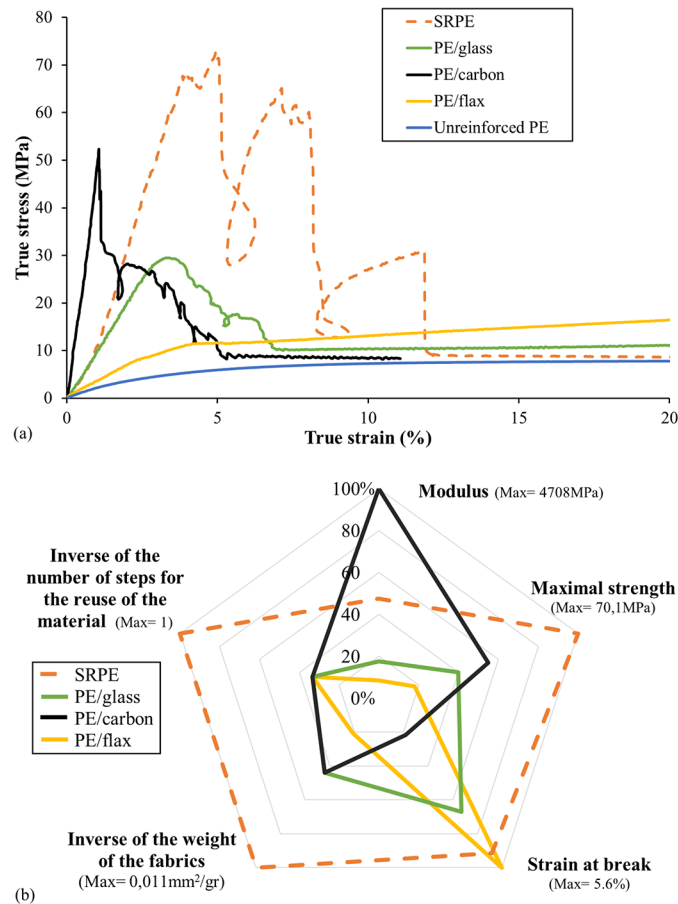 80
70
60
50
40
30
20
10
0
True stress (MPa)
SRPE
PE/glass
PE/carbon
PE/flax
Unreinforced PE
0
5
10
15
20
True strain (%)
(a)
100%
80
60
40
20
0%
Modulus (Max= 4708MPa)
Maximal strength
(Max= 70,1MPa)
Inverse of the
number of steps for
the reuse of the
material (Max= 1)
SRPE
PE/glass
PE/carbon
PE/flax
Inverse of the weight
of the fabrics
(Max= 0,011mm²/gr)
Strain at break
(Max= 5.6%)
(b)